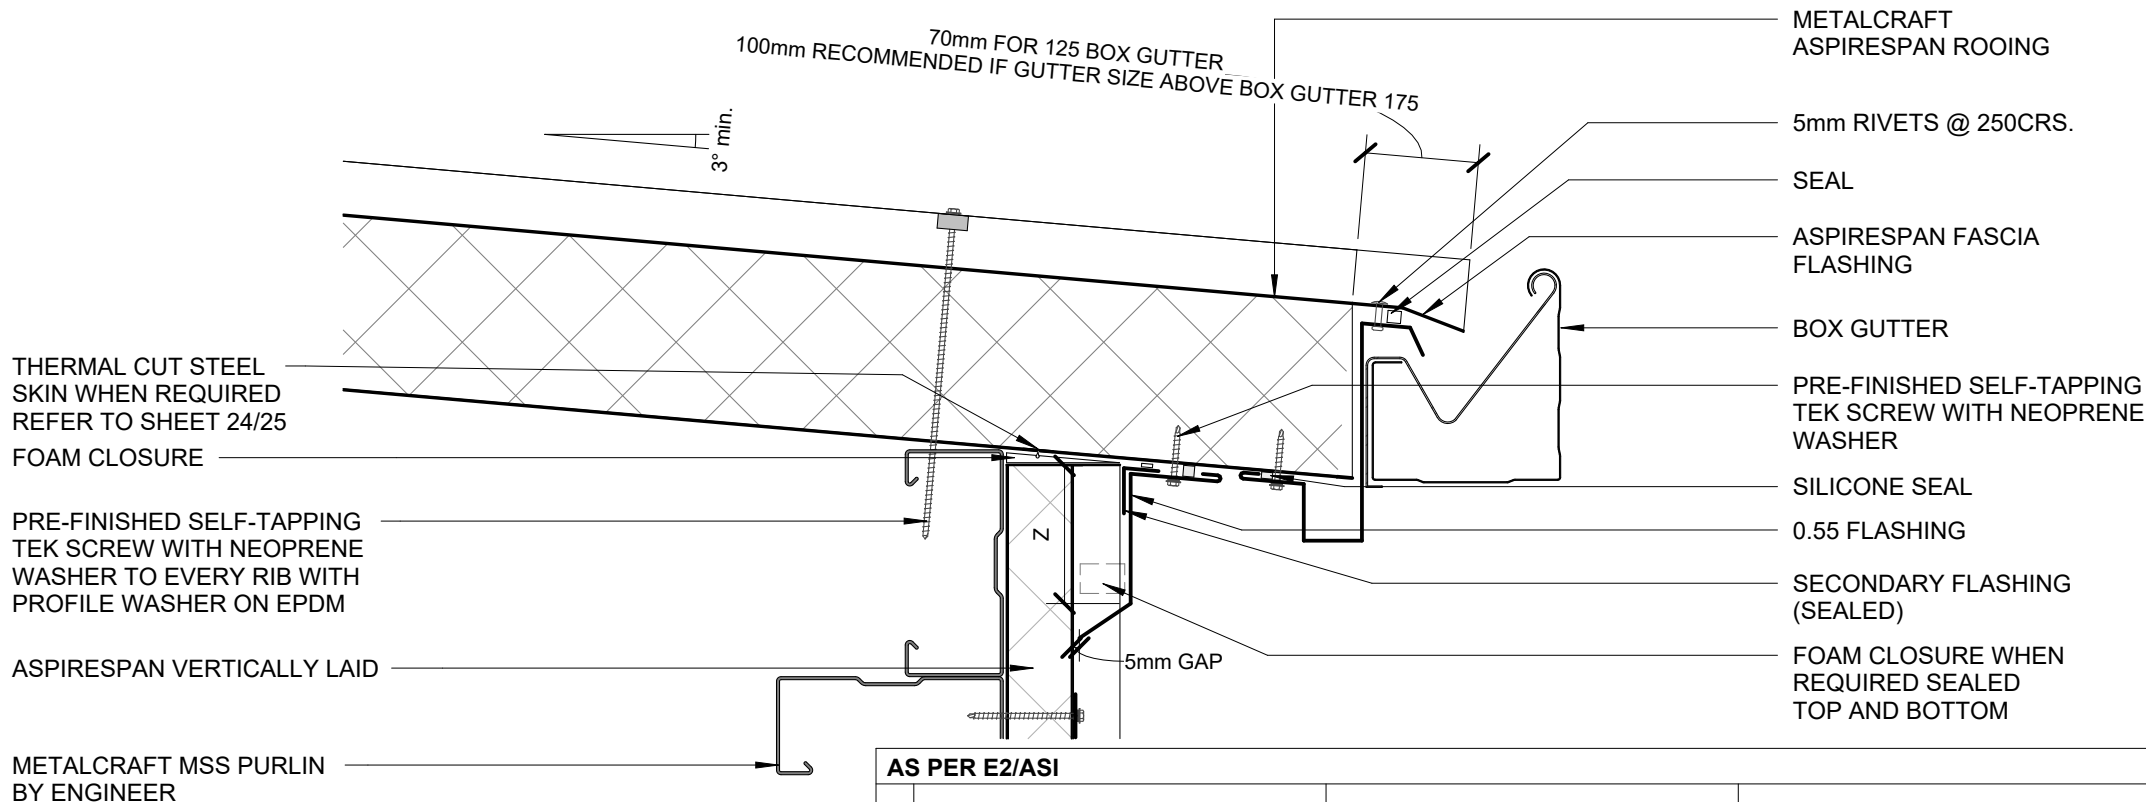 70mm FOR 125 BOX GUTTER
100mm RECOMMENDED IF GUTTER SIZE ABOVE BOX GUTTER 175
3° min.
THERMAL CUT STEEL
SKIN WHEN REQUIRED
REFER TO SHEET 24/25
FOAM CLOSURE
PRE-FINISHED SELF-TAPPING
TEK SCREW WITH NEOPRENE
WASHER TO EVERY RIB WITH
PROFILE WASHER ON EPDM
ASPIRESPAN VERTICALLY LAID
METALCRAFT MSS PURLIN
BY ENGINEER
Z
5mm GAP
METALCRAFT
ASPIRESPAN ROOING
5mm RIVETS @ 250CRS.
SEAL
ASPIRESPAN FASCIA
FLASHING
BOX GUTTER
PRE-FINISHED SELF-TAPPING
TEK SCREW WITH NEOPRENE
WASHER
SILICONE SEAL
0.55 FLASHING
SECONDARY FLASHING
(SEALED)
FOAM CLOSURE WHEN
REQUIRED SEALED
TOP AND BOTTOM
AS PER E2/ASI